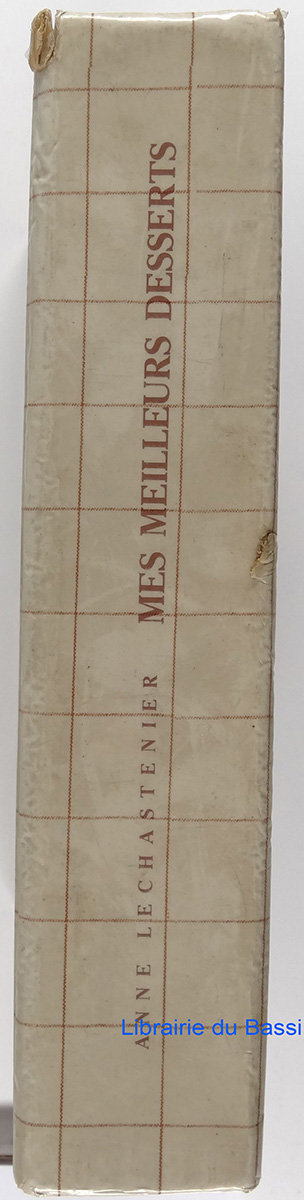 ANNE LECHASTENIER MES MEILLEURS DESSERTS
Librairie du Bassi